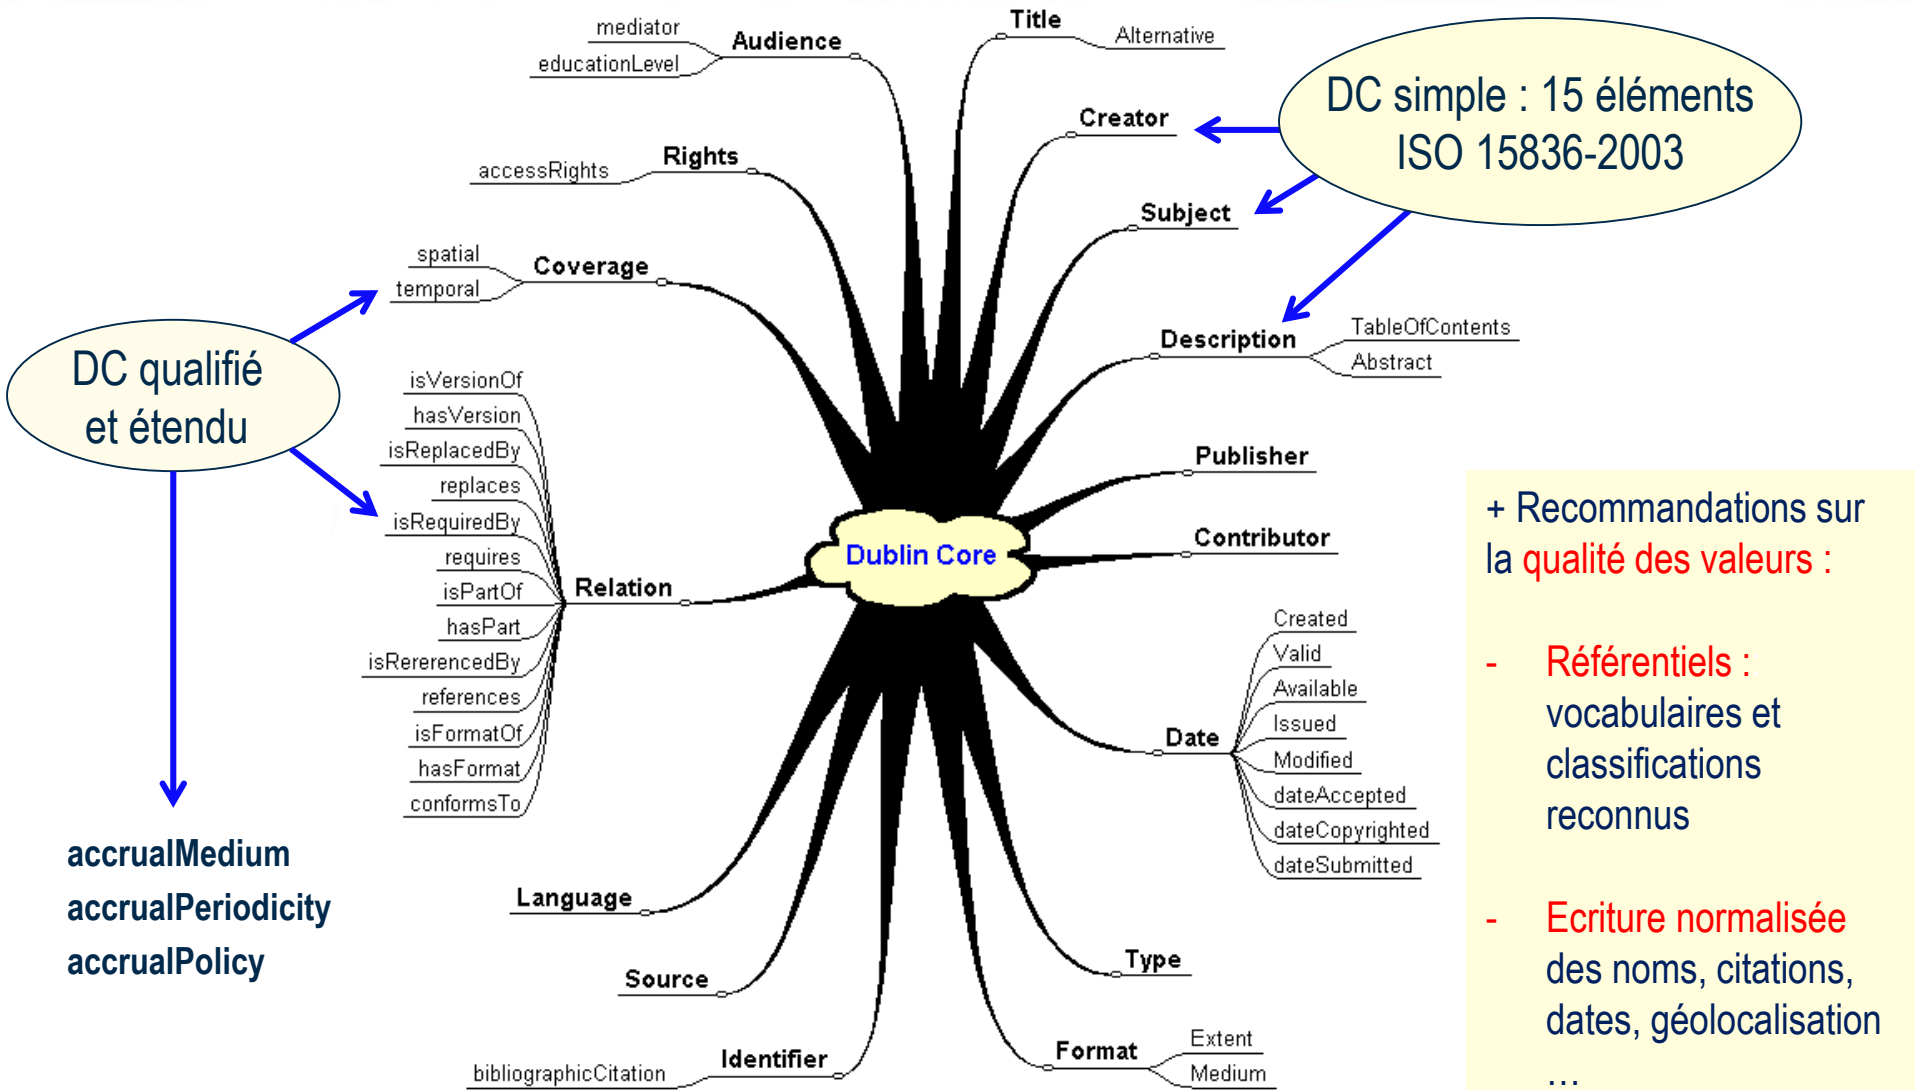 mediator
educationLevel
Audience
Title
Alternative
Creator
DC simple : 15 éléments
ISO 15836-2003
accessRights
Rights
Subject
spatial
temporal
Coverage
Description
TableOfContents
Abstract
DC qualifié
et étendu
isVersionOf
hasVersion
isReplacedBy
replaces
isRequiredBy
requires
isPartOf
hasPart
isRererencedBy
references
isFormatOf
hasFormat
conformsTo
Relation
Dublin Core
Publisher
Contributor
Date
Created
Valid
Available
Issued
Modified
dateAccepted
dateCopyrighted
dateSubmitted
accrualMedium
accrualPeriodicity
accrualPolicy
Language
Source
bibliographicCitation
Identifier
Type
Format
Extent
Medium
+ Recommandations sur
la qualité des valeurs :
- Référentiels :
vocabulaires et
classifications
reconnus
- Ecriture normalisée
des noms, citations,
dates, géolocalisation
…